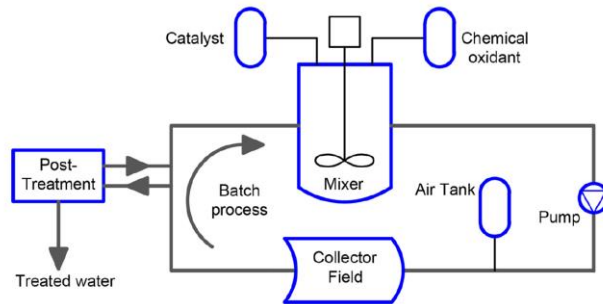 Catalyst
Chemical
oxidant
Post-
Treatment
Batch
process
Mixer
Air Tank
Pump
Collector
Field
Treated water